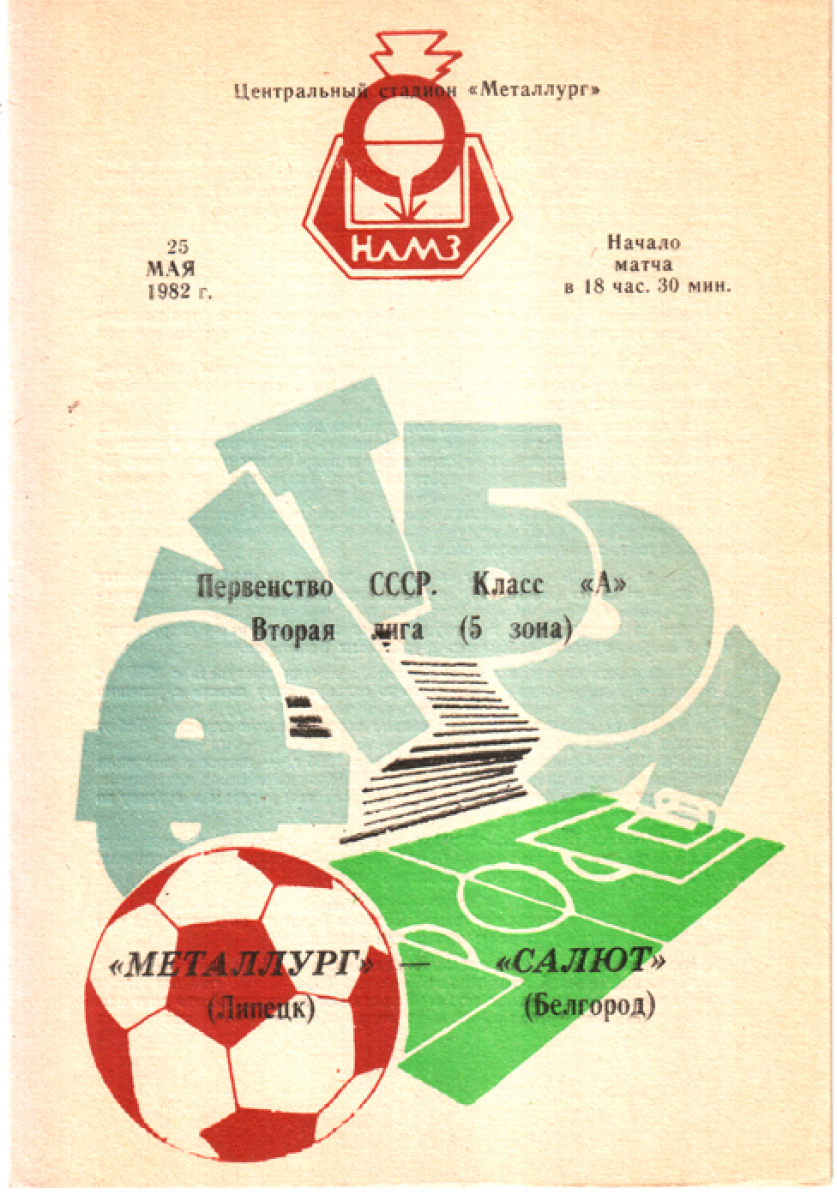 Центральный стадион «Металлург»
НЛМЗ
25
МАЯ
1982 г.
Начало
матча
в 18 час. 30 мин.
ФУТБОЛ
Первенство СССР. Класс «А»
Вторая лига (5 зона)
«МЕТАЛЛУРГ» — «САЛЮТ»
(Липецк) (Белгород)